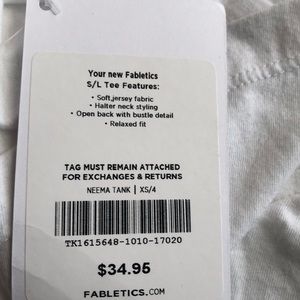 Your new Fabletics
S/L Tee Features:
• Soft jersey fabric
• Halter neck styling
• Open back with bustle detail
• Relaxed fit
TAG MUST REMAIN ATTACHED
FOR EXCHANGES & RETURNS
NEEMA TANK | XS/4
TK1615648-1010-17020
$34.95
FABLETICS.COM